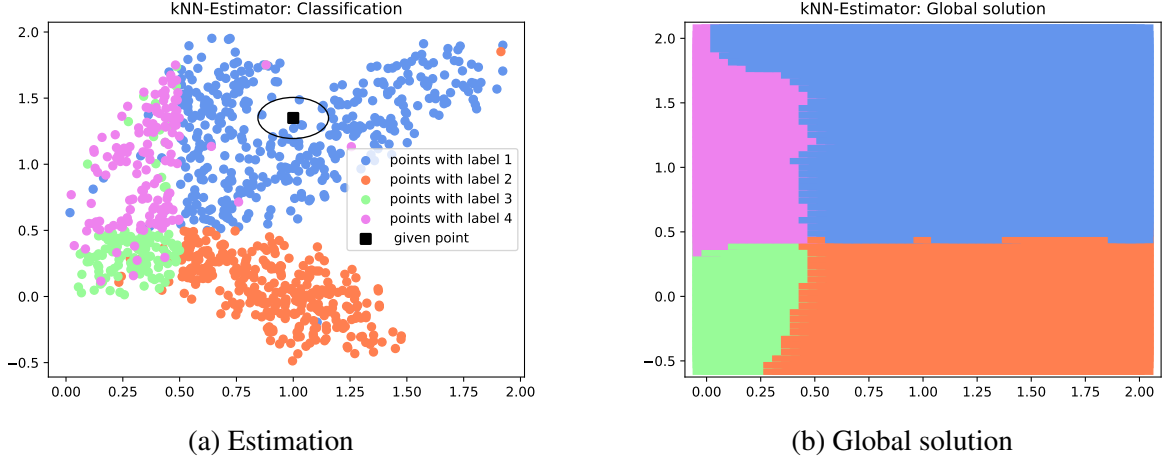 kNN-Estimator: Classification
2.0
1.5
1.0
0.5
0.0
−0.5
0.00 0.25 0.50 0.75 1.00 1.25 1.50 1.75 2.00
points with label 1
points with label 2
points with label 3
points with label 4
given point
(a) Estimation
kNN-Estimator: Global solution
2.0
1.5
1.0
0.5
0.0
−0.5
0.00 0.25 0.50 0.75 1.00 1.25 1.50 1.75 2.00
(b) Global solution